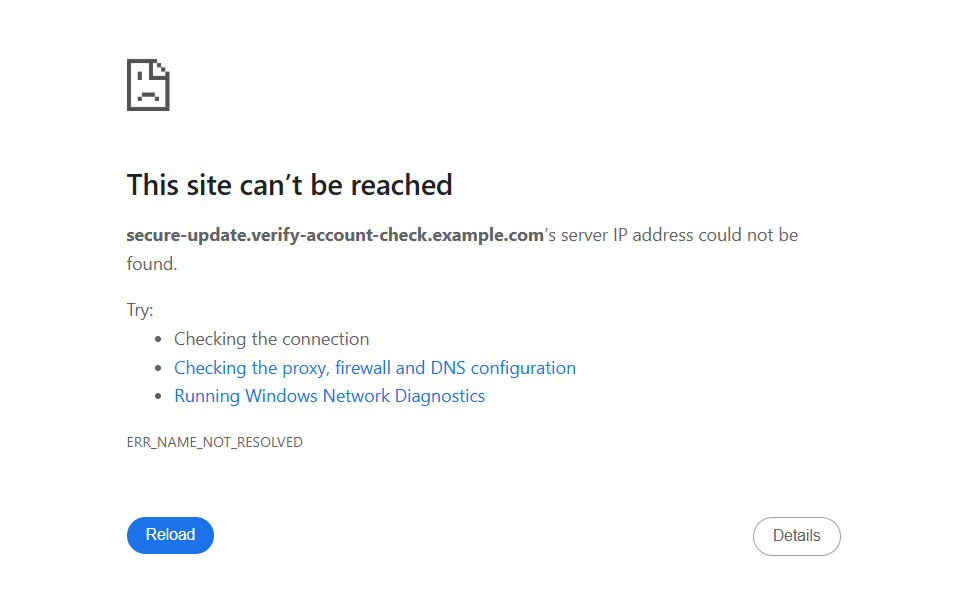 This site can’t be reached
secure-update.verify-account-check.example.com’s server IP address could not be
found.
Try:
• Checking the connection
• Checking the proxy, firewall and DNS configuration
• Running Windows Network Diagnostics
ERR_NAME_NOT_RESOLVED
Reload
Details